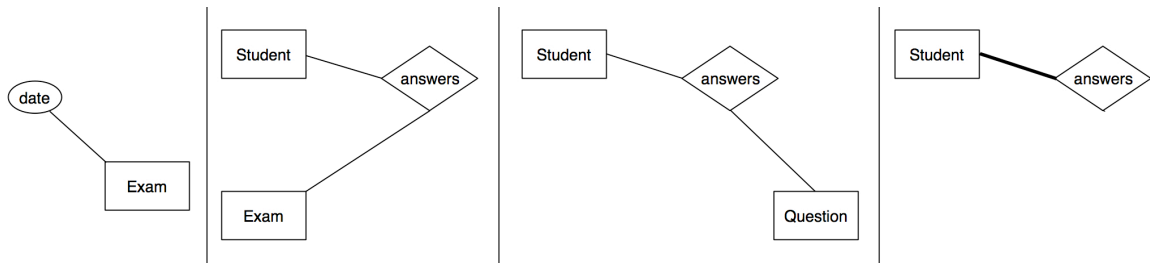 date
Exam
Student
answers
Exam
Student
answers
Question
Student
answers